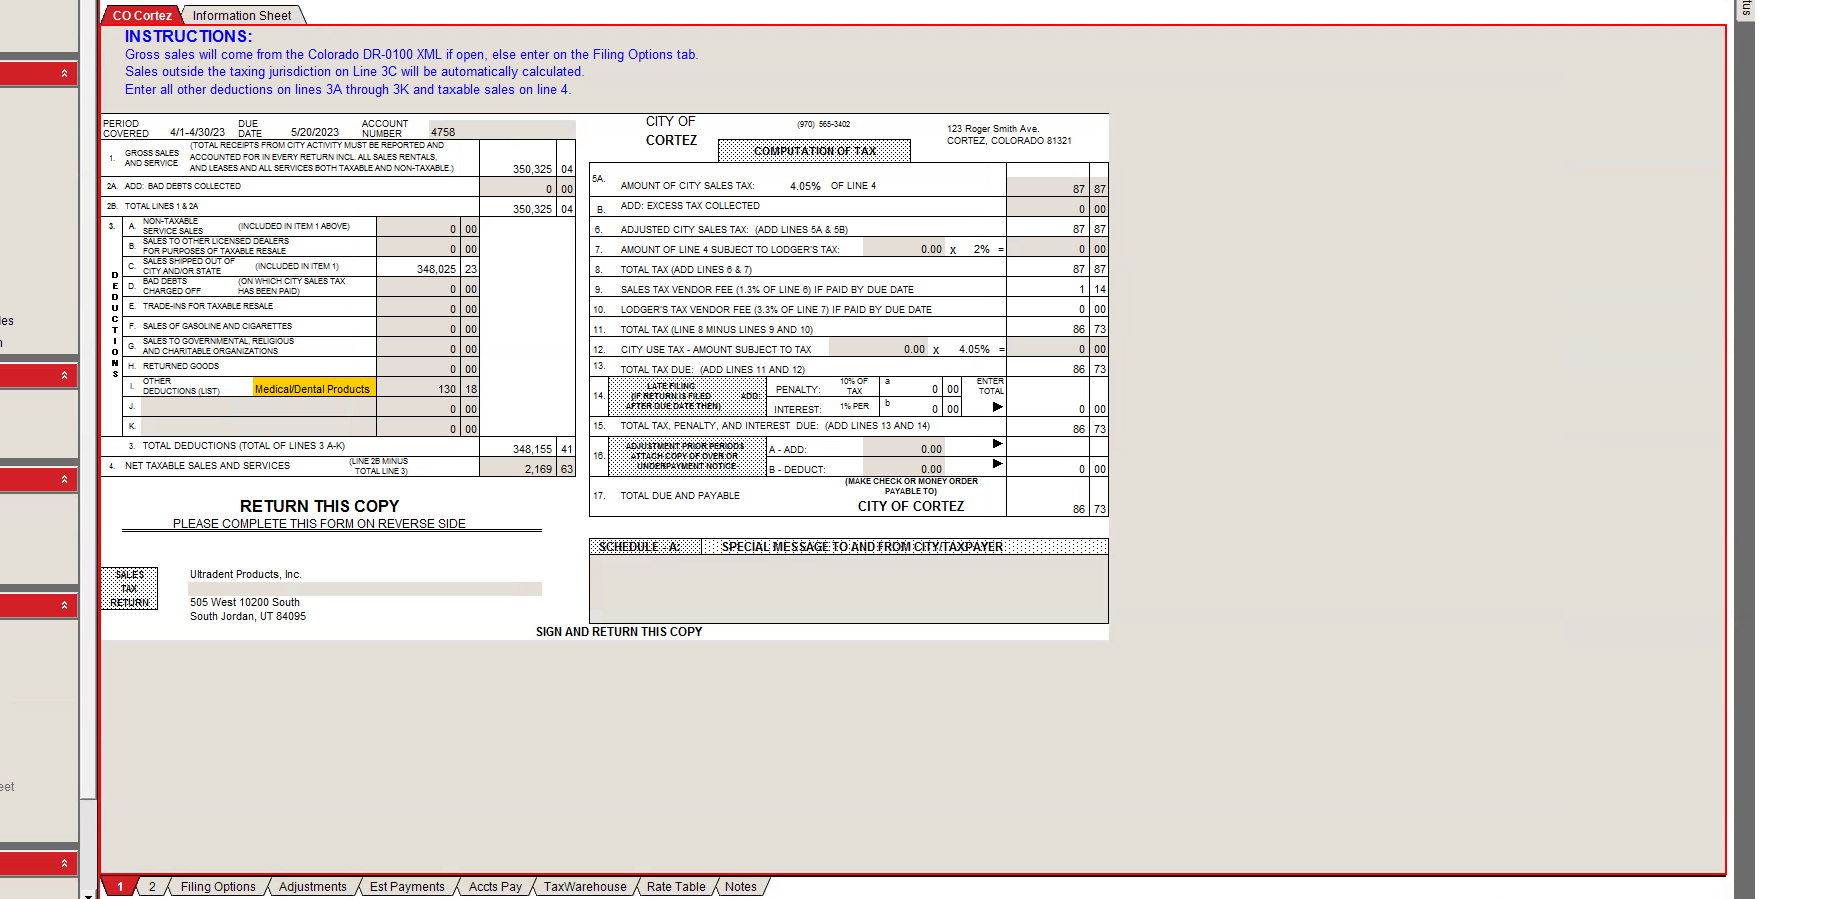 CO Cortez
Information Sheet
tus
INSTRUCTIONS:
Gross sales will come from the Colorado DR-0100 XML if open, else enter on the Filing Options tab.
Sales outside the taxing jurisdiction on Line 3C will be automatically calculated.
Enter all other deductions on lines 3A through 3K and taxable sales on line 4.
PERIOD COVERED 4/1-4/30/23 DUE DATE 5/20/2023 ACCOUNT NUMBER 4758
1. GROSS SALES AND SERVICE (TOTAL RECEIPTS FROM CITY ACTIVITY MUST BE REPORTED AND
ACCOUNTED FOR IN EVERY RETURN INCL. ALL SALES RENTALS,
AND LEASES AND ALL SERVICES BOTH TAXABLE AND NON-TAXABLE.) 350,325 04
2A. ADD: BAD DEBTS COLLECTED 0 00
2B. TOTAL LINES 1 & 2A 350,325 04
3. DEDUCTIONS
A. NON-TAXABLE SERVICE SALES (INCLUDED IN ITEM 1 ABOVE) 0 00
B. SALES TO OTHER LICENSED DEALERS
FOR PURPOSES OF TAXABLE RESALE 0 00
C. SALES SHIPPED OUT OF CITY AND/OR STATE (INCLUDED IN ITEM 1) 348,025 23
D. BAD DEBTS CHARGED OFF (ON WHICH CITY SALES TAX HAS BEEN PAID) 0 00
E. TRADE-INS FOR TAXABLE RESALE 0 00
F. SALES OF GASOLINE AND CIGARETTES 0 00
G. SALES TO GOVERNMENTAL, RELIGIOUS
AND CHARITABLE ORGANIZATIONS 0 00
H. RETURNED GOODS 0 00
I. OTHER DEDUCTIONS (LIST) Medical/Dental Products 130 18
J. 0 00
K. 0 00
3. TOTAL DEDUCTIONS (TOTAL OF LINES 3 A-K) 348,155 41
4. NET TAXABLE SALES AND SERVICES (LINE 2B MINUS TOTAL LINE 3) 2,169 63
RETURN THIS COPY
PLEASE COMPLETE THIS FORM ON REVERSE SIDE
SALES
TAX
RETURN
Ultradent Products, Inc.
505 West 10200 South
South Jordan, UT 84095
CITY OF
CORTEZ
(970) 565-3402
123 Roger Smith Ave.
CORTEZ, COLORADO 81321
COMPUTATION OF TAX
5A. AMOUNT OF CITY SALES TAX: 4.05% OF LINE 4 87 87
B. ADD: EXCESS TAX COLLECTED 0 00
6. ADJUSTED CITY SALES TAX: (ADD LINES 5A & 5B) 87 87
7. AMOUNT OF LINE 4 SUBJECT TO LODGER'S TAX: 0.00 X 2% = 0 00
8. TOTAL TAX (ADD LINES 6 & 7) 87 87
9. SALES TAX VENDOR FEE (1.3% OF LINE 6) IF PAID BY DUE DATE 1 14
10. LODGER'S TAX VENDOR FEE (3.3% OF LINE 7) IF PAID BY DUE DATE 0 00
11. TOTAL TAX (LINE 8 MINUS LINES 9 AND 10) 86 73
12. CITY USE TAX - AMOUNT SUBJECT TO TAX 0.00 X 4.05% = 0 00
13. TOTAL TAX DUE: (ADD LINES 11 AND 12) 86 73
14. LATE FILING
(IF RETURN IS FILED ADD:
AFTER DUE DATE THEN)
PENALTY: 10% OF TAX a 0 00 ENTER TOTAL
INTEREST: 1% PER b 0 00 0 00
15. TOTAL TAX, PENALTY, AND INTEREST DUE: (ADD LINES 13 AND 14) 86 73
16. ADJUSTMENT PRIOR PERIODS
ATTACH COPY OF OVER OR
UNDERPAYMENT NOTICE
A - ADD: 0.00
B - DEDUCT: 0.00 0 00
17. TOTAL DUE AND PAYABLE
(MAKE CHECK OR MONEY ORDER
PAYABLE TO)
CITY OF CORTEZ 86 73
SCHEDULE - A: SPECIAL MESSAGE TO AND FROM CITY/TAXPAYER
SIGN AND RETURN THIS COPY
les
n
eet
1
2
Filing Options
Adjustments
Est Payments
Accts Pay
TaxWarehouse
Rate Table
Notes